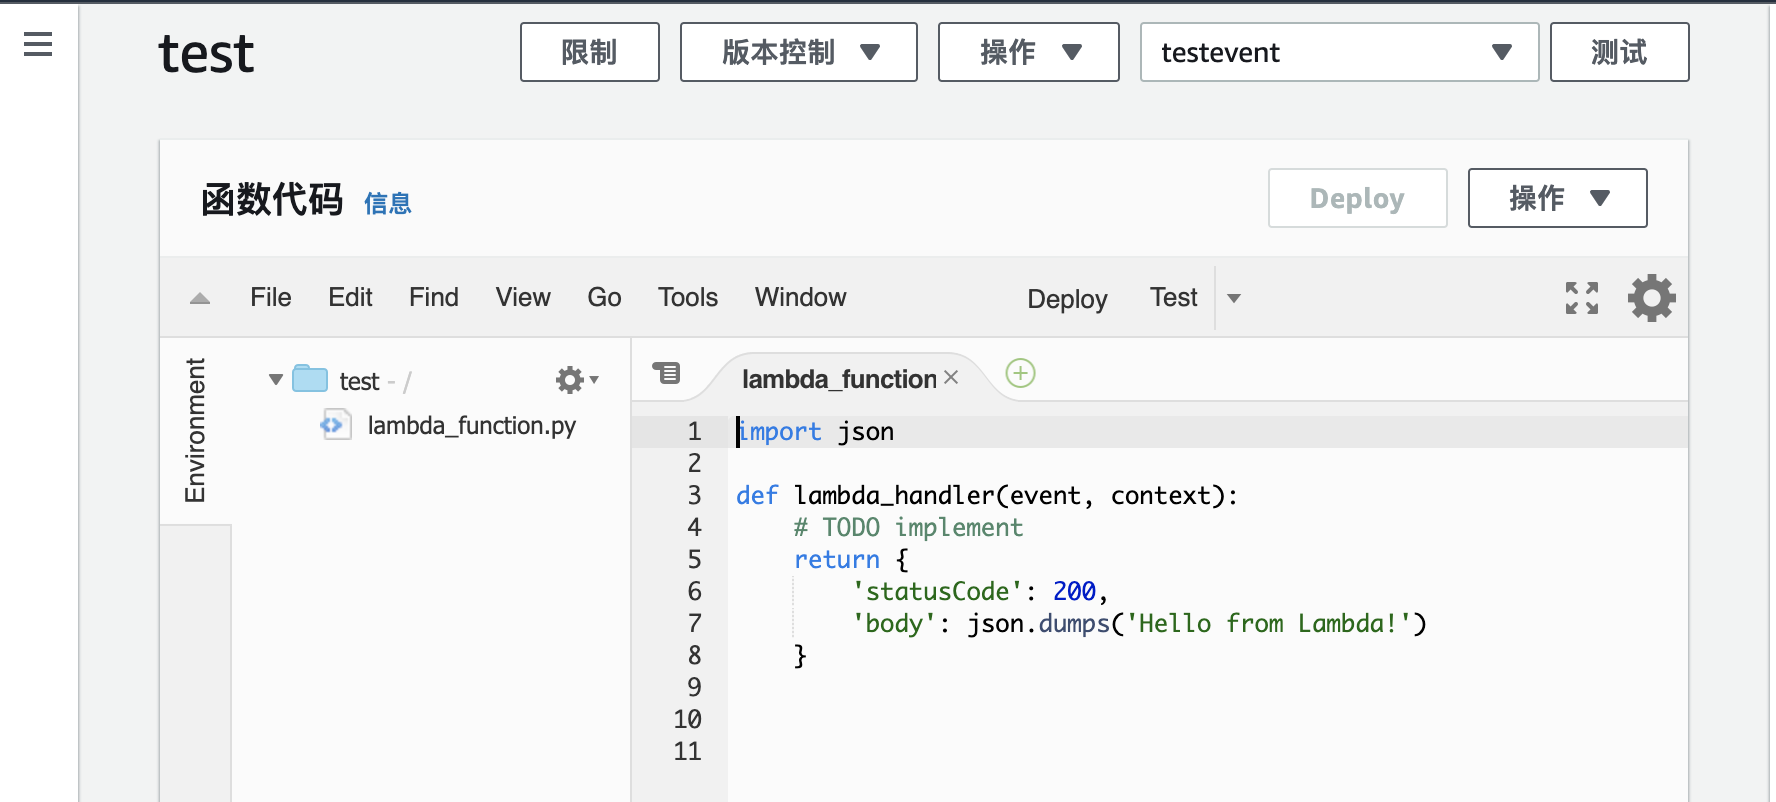 test 限制 版本控制 操作 testevent 测试
函数代码 信息 Deploy 操作
File Edit Find View Go Tools Window Deploy Test
Environment
test - /
lambda_function.py
lambda_function
1 import json
2
3 def lambda_handler(event, context):
4 # TODO implement
5 return {
6 'statusCode': 200,
7 'body': json.dumps('Hello from Lambda!')
8 }
9
10
11